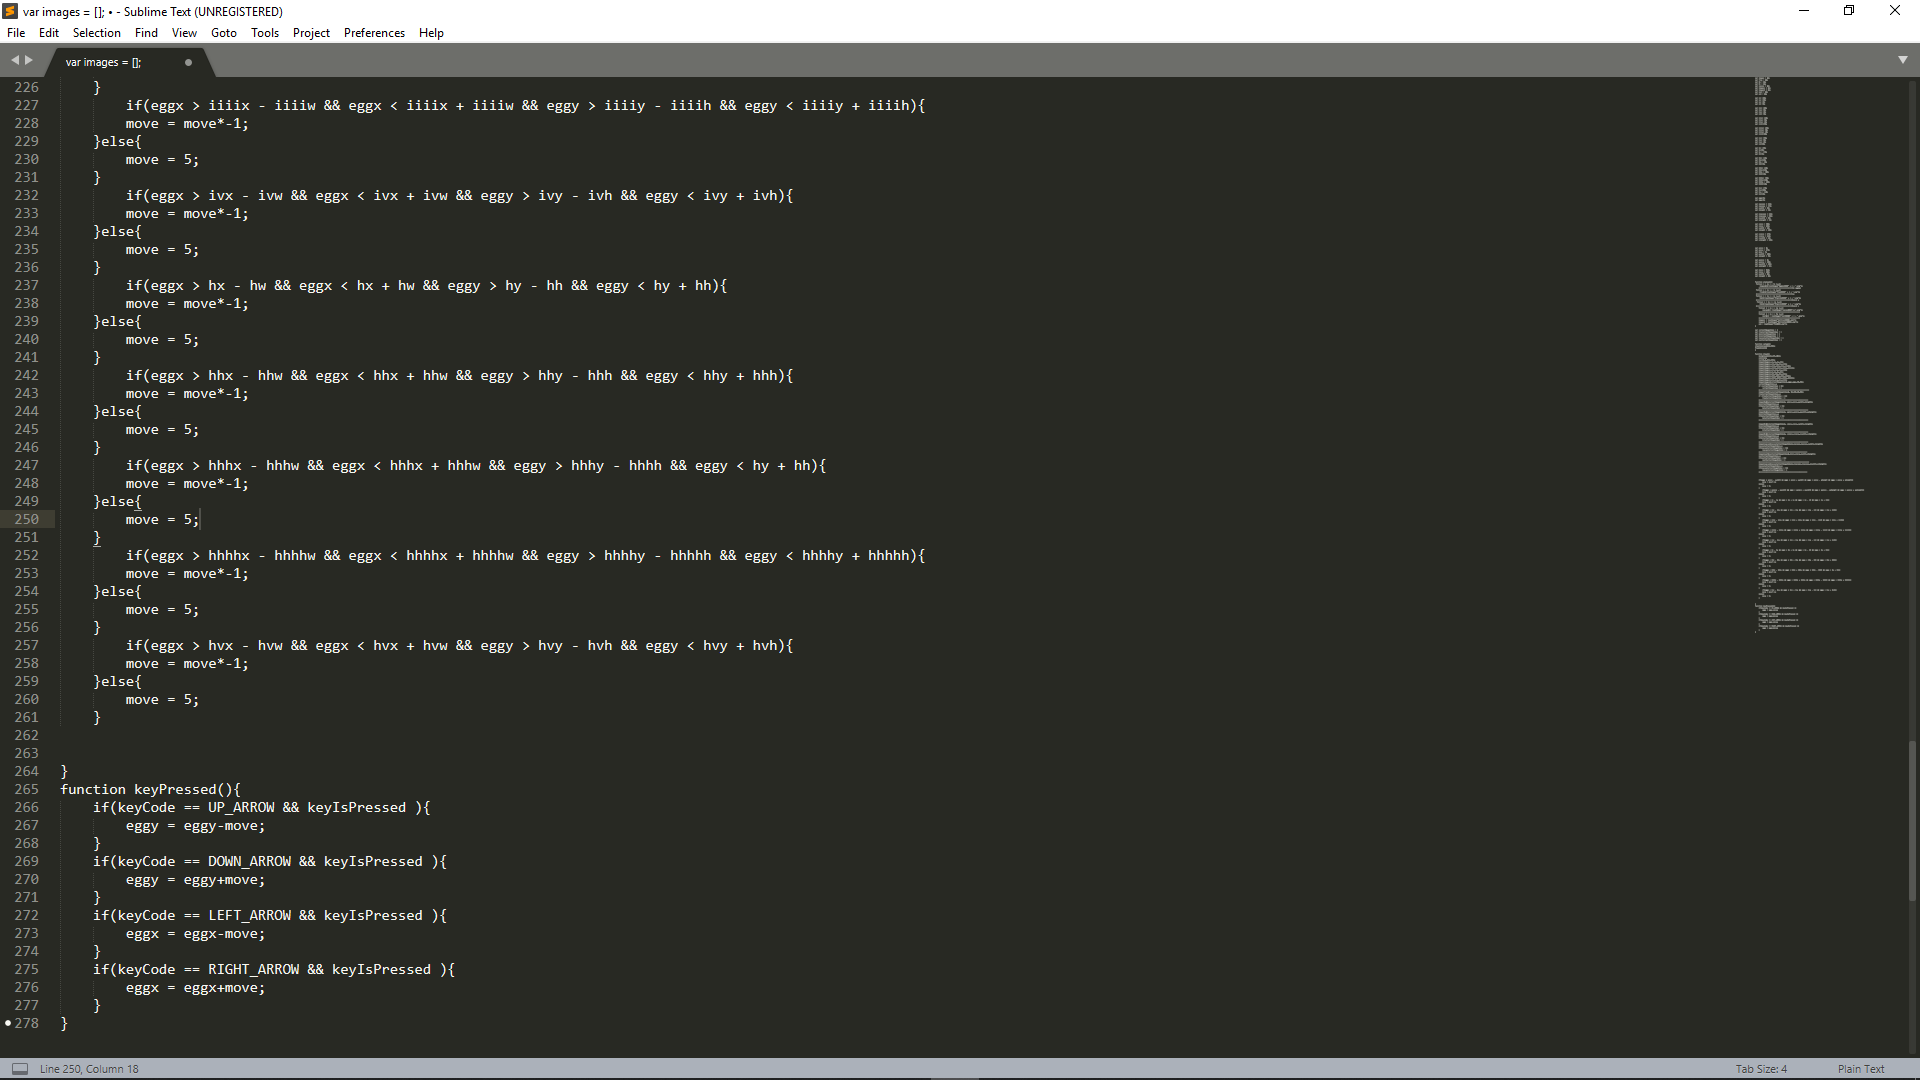 var images = []; • - Sublime Text (UNREGISTERED)
File Edit Selection Find View Goto Tools Project Preferences Help
var images = [];
226 }
227 if(eggx > iiiix - iiiiw && eggx < iiiix + iiiiw && eggy > iiiiy - iiiih && eggy < iiiiy + iiiih){
228 move = move*-1;
229 }else{
230 move = 5;
231 }
232 if(eggx > ivx - ivw && eggx < ivx + ivw && eggy > ivy - ivh && eggy < ivy + ivh){
233 move = move*-1;
234 }else{
235 move = 5;
236 }
237 if(eggx > hx - hw && eggx < hx + hw && eggy > hy - hh && eggy < hy + hh){
238 move = move*-1;
239 }else{
240 move = 5;
241 }
242 if(eggx > hhx - hhw && eggx < hhx + hhw && eggy > hhy - hhh && eggy < hhy + hhh){
243 move = move*-1;
244 }else{
245 move = 5;
246 }
247 if(eggx > hhhx - hhhw && eggx < hhhx + hhhw && eggy > hhhy - hhhh && eggy < hy + hh){
248 move = move*-1;
249 }else{
250 move = 5;
251 }
252 if(eggx > hhhhx - hhhhw && eggx < hhhhx + hhhhw && eggy > hhhhy - hhhhh && eggy < hhhhy + hhhhh){
253 move = move*-1;
254 }else{
255 move = 5;
256 }
257 if(eggx > hvx - hvw && eggx < hvx + hvw && eggy > hvy - hvh && eggy < hvy + hvh){
258 move = move*-1;
259 }else{
260 move = 5;
261 }
262
263
264 }
265 function keyPressed(){
266 if(keyCode == UP_ARROW && keyIsPressed ){
267 eggy = eggy-move;
268 }
269 if(keyCode == DOWN_ARROW && keyIsPressed ){
270 eggy = eggy+move;
271 }
272 if(keyCode == LEFT_ARROW && keyIsPressed ){
273 eggx = eggx-move;
274 }
275 if(keyCode == RIGHT_ARROW && keyIsPressed ){
276 eggx = eggx+move;
277 }
278 }
Line 250, Column 18 Tab Size: 4 Plain Text